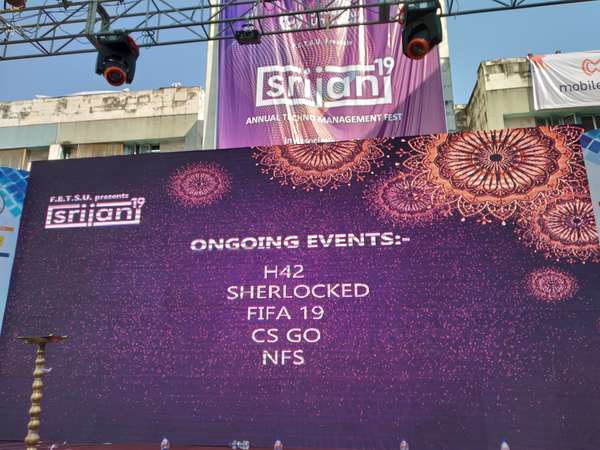 F.E.T.S.U. Presents
srijan 19
ANNUAL TECHNO MANAGEMENT FEST
mobile
F.E.T.S.U. presents
srijan 19
ONGOING EVENTS:-
H42
SHERLOCKED
FIFA 19
CS GO
NFS